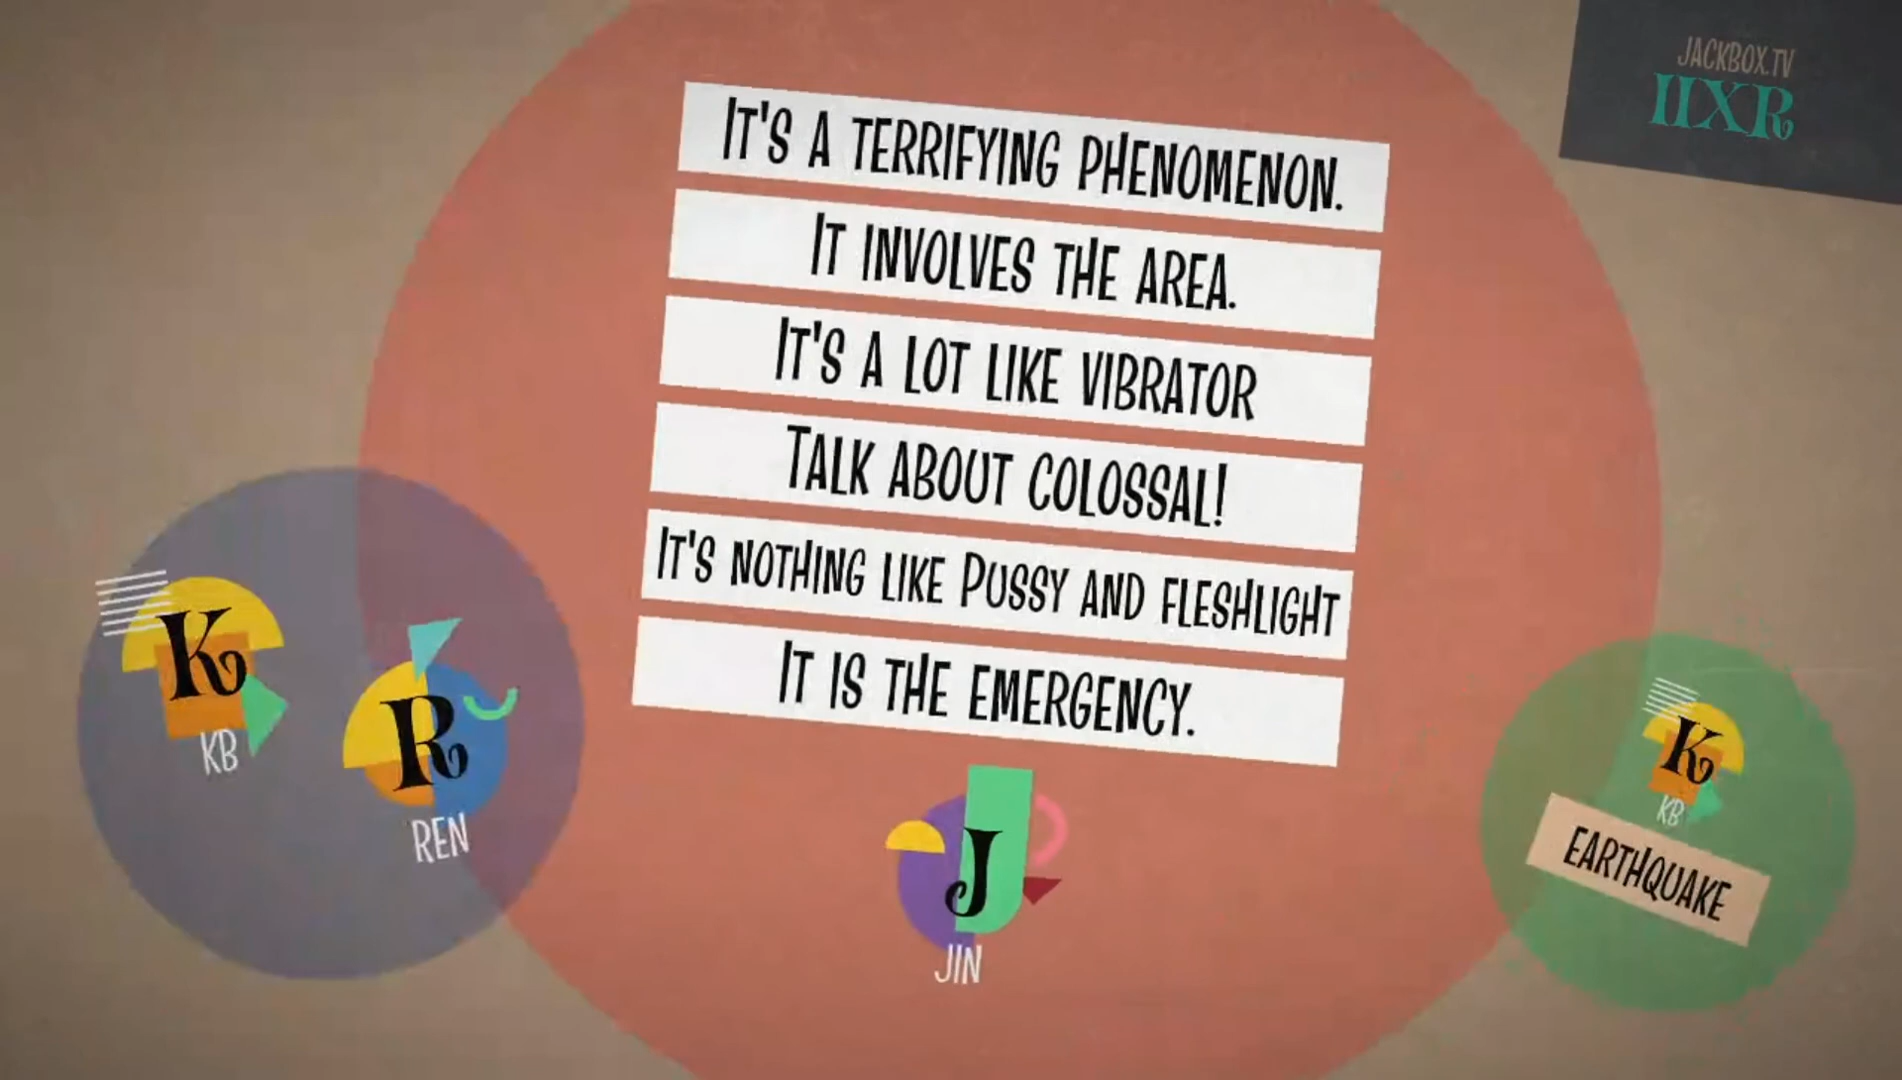 JACKBOX.TV
IIXR
IT'S A TERRIFYING PHENOMENON.
IT INVOLVES THE AREA.
IT'S A LOT LIKE VIBRATOR
TALK ABOUT COLOSSAL!
IT'S NOTHING LIKE PUSSY AND FLESHLIGHT
IT IS THE EMERGENCY.
K
KB
R
REN
J
JIN
K
KB
EARTHQUAKE